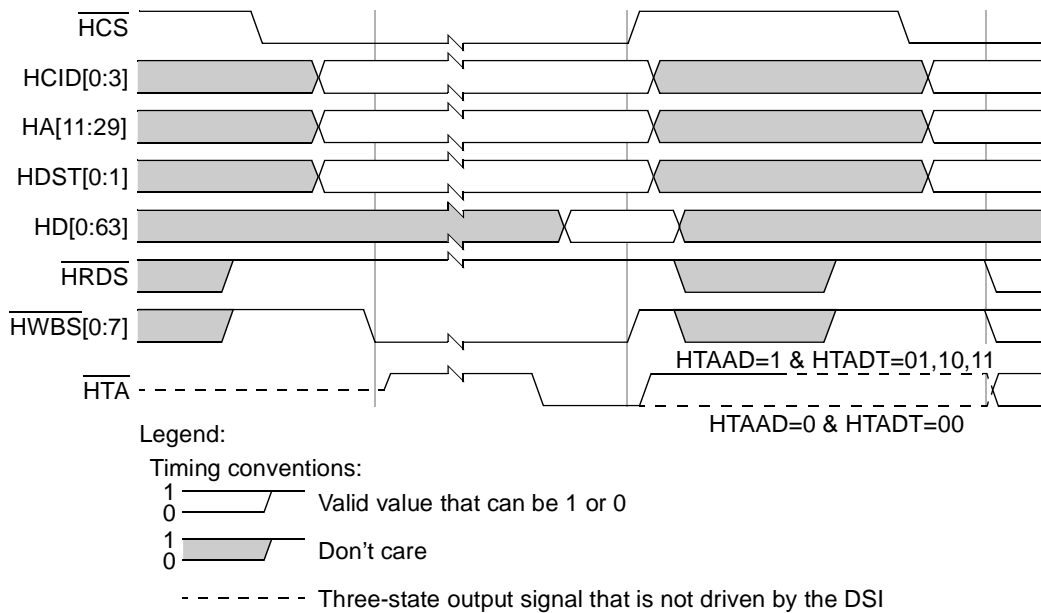 HCS
HCID[0:3]
HA[11:29]
HDST[0:1]
HD[0:63]
HRDS
HWBS[0:7]
HTAAD=1 & HTADT=01,10,11
HTA
HTAAD=0 & HTADT=00
Legend:
Timing conventions:
1
0
Valid value that can be 1 or 0
1
0
Don't care
Three-state output signal that is not driven by the DSI